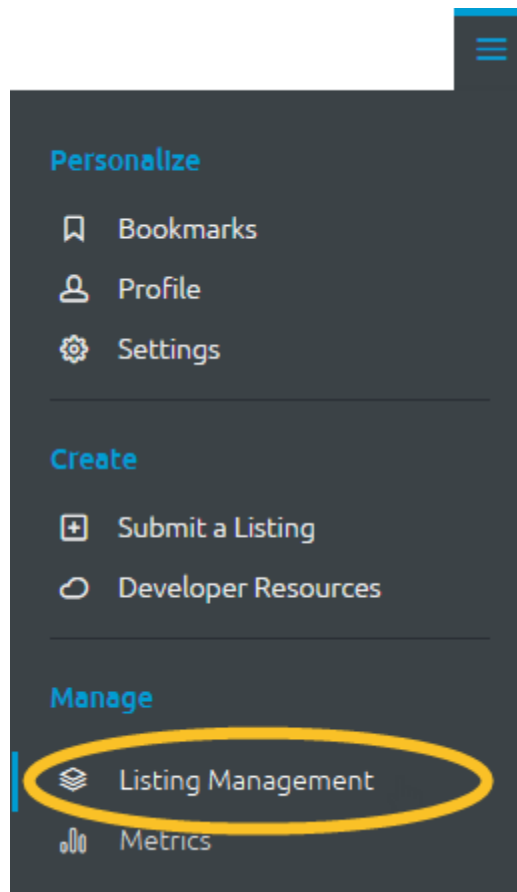 Personalize
Bookmarks
Profile
Settings
Create
Submit a Listing
Developer Resources
Manage
Listing Management
Metrics